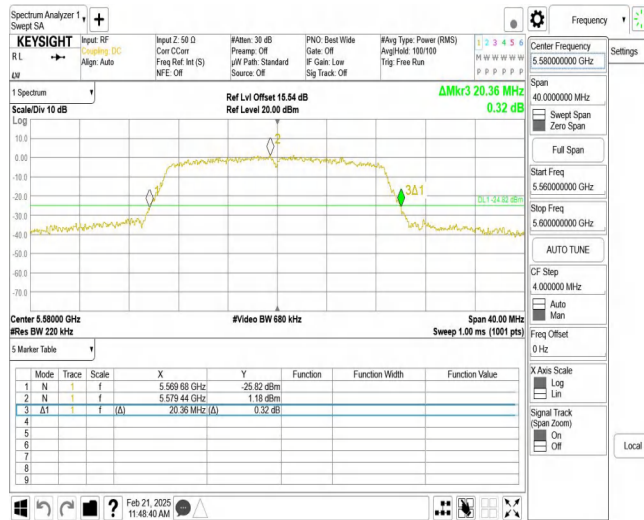 Spectrum Analyzer 1
Swept SA
+
Frequency
KEYSIGHT
RL
Input: RF
Coupling: DC
Align: Auto
Input Z: 50 Ω
Corr CCorr
Freq Ref: Int (S)
NFE: Off
#Atten: 30 dB
Preamp: Off
µW Path: Standard
Source: Off
PNO: Best Wide
Gate: Off
IF Gain: Low
Sig Track: Off
#Avg Type: Power (RMS)
Avg|Hold: 100/100
Trig: Free Run
1 2 3 4 5 6
M W W W W W
P P P P P P
1 Spectrum
Scale/Div 10 dB
Ref Lvl Offset 15.54 dB
Ref Level 20.00 dBm
ΔMkr3 20.36 MHz
0.32 dB
Log
10.0
0.00
-10.0
-20.0
-30.0
-40.0
-50.0
-60.0
-70.0
1
2
3Δ1
DL1 -24.82 dBm
Center 5.58000 GHz
#Res BW 220 kHz
#Video BW 680 kHz
Span 40.00 MHz
Sweep 1.00 ms (1001 pts)
5 Marker Table
Mode Trace Scale X Y Function Function Width Function Value
1 N 1 f 5.569 68 GHz -25.82 dBm
2 N 1 f 5.579 44 GHz 1.18 dBm
3 Δ1 1 f (Δ) 20.36 MHz (Δ) 0.32 dB
4
5
6
7
8
9
Feb 21, 2025
11:48:40 AM
?
Center Frequency
5.580000000 GHz
Settings
Span
40.0000000 MHz
Swept Span
Zero Span
Full Span
Start Freq
5.560000000 GHz
Stop Freq
5.600000000 GHz
AUTO TUNE
CF Step
4.000000 MHz
Auto
Man
Freq Offset
0 Hz
X Axis Scale
Log
Lin
Signal Track
(Span Zoom)
On
Off
Local